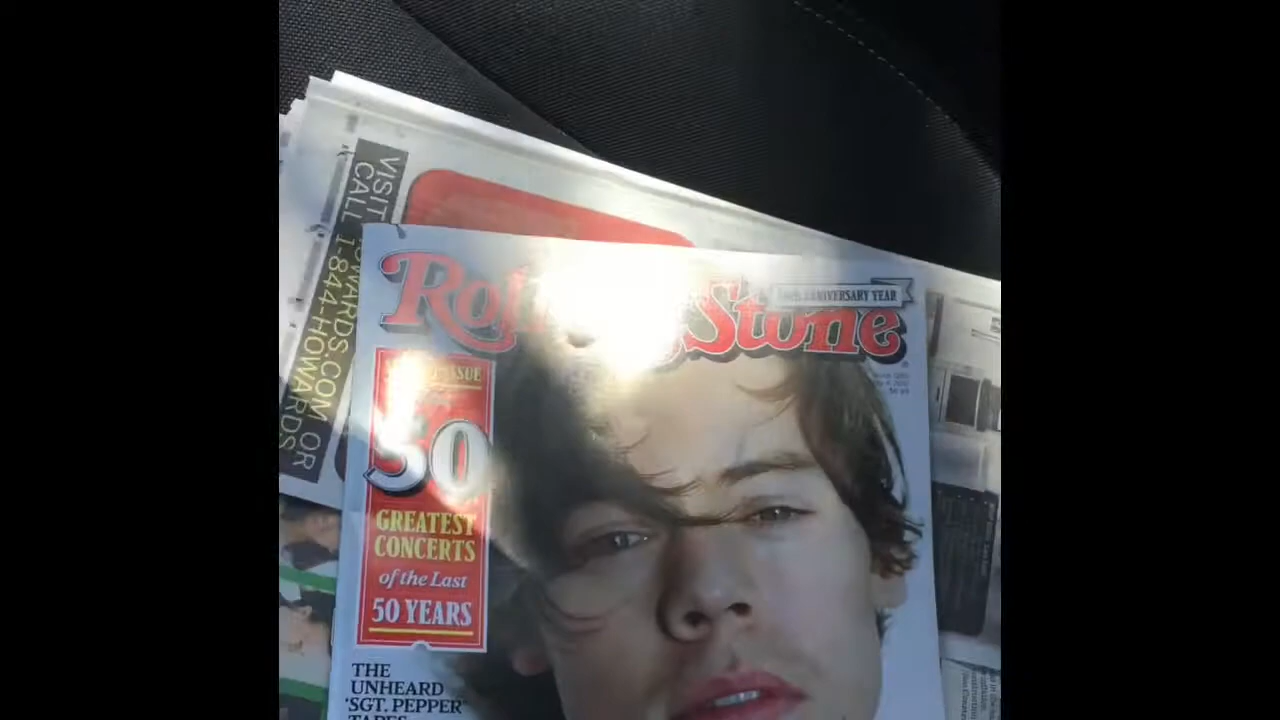 VISIT HOWARDS.COM OR
CALL 1-844-HOWARDS
Rolling Stone
ANNIVERSARY YEAR
ISSUE
50
GREATEST
CONCERTS
of the Last
50 YEARS
THE
UNHEARD
'SGT. PEPPER'
TAPES